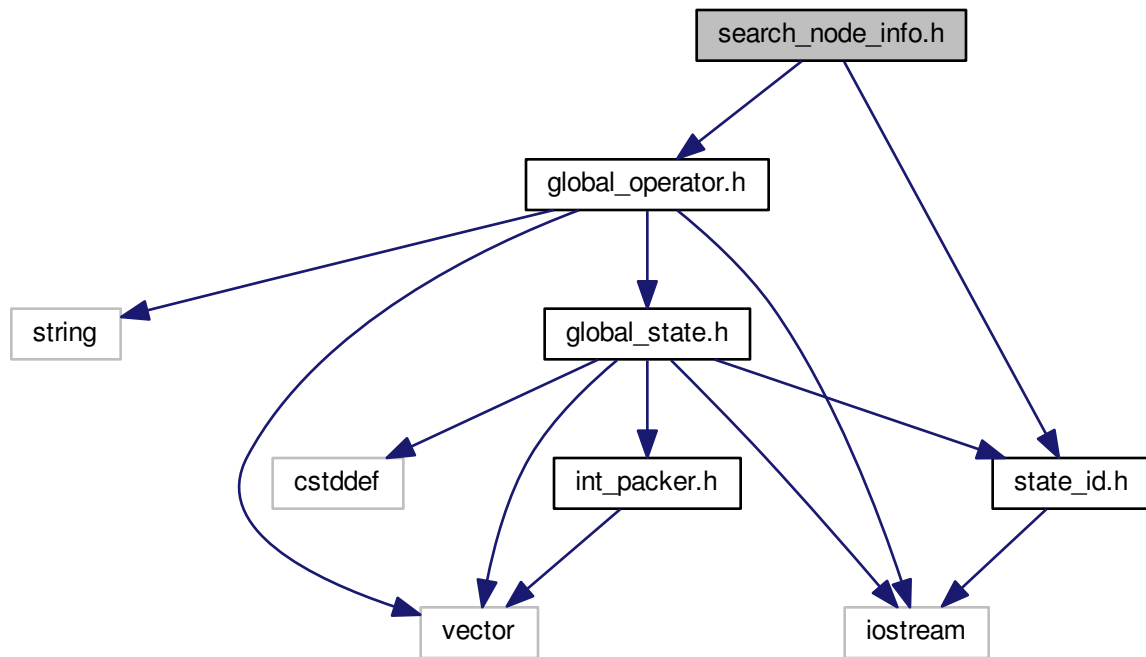 search_node_info.h
global_operator.h
string
global_state.h
cstddef
int_packer.h
state_id.h
vector
iostream